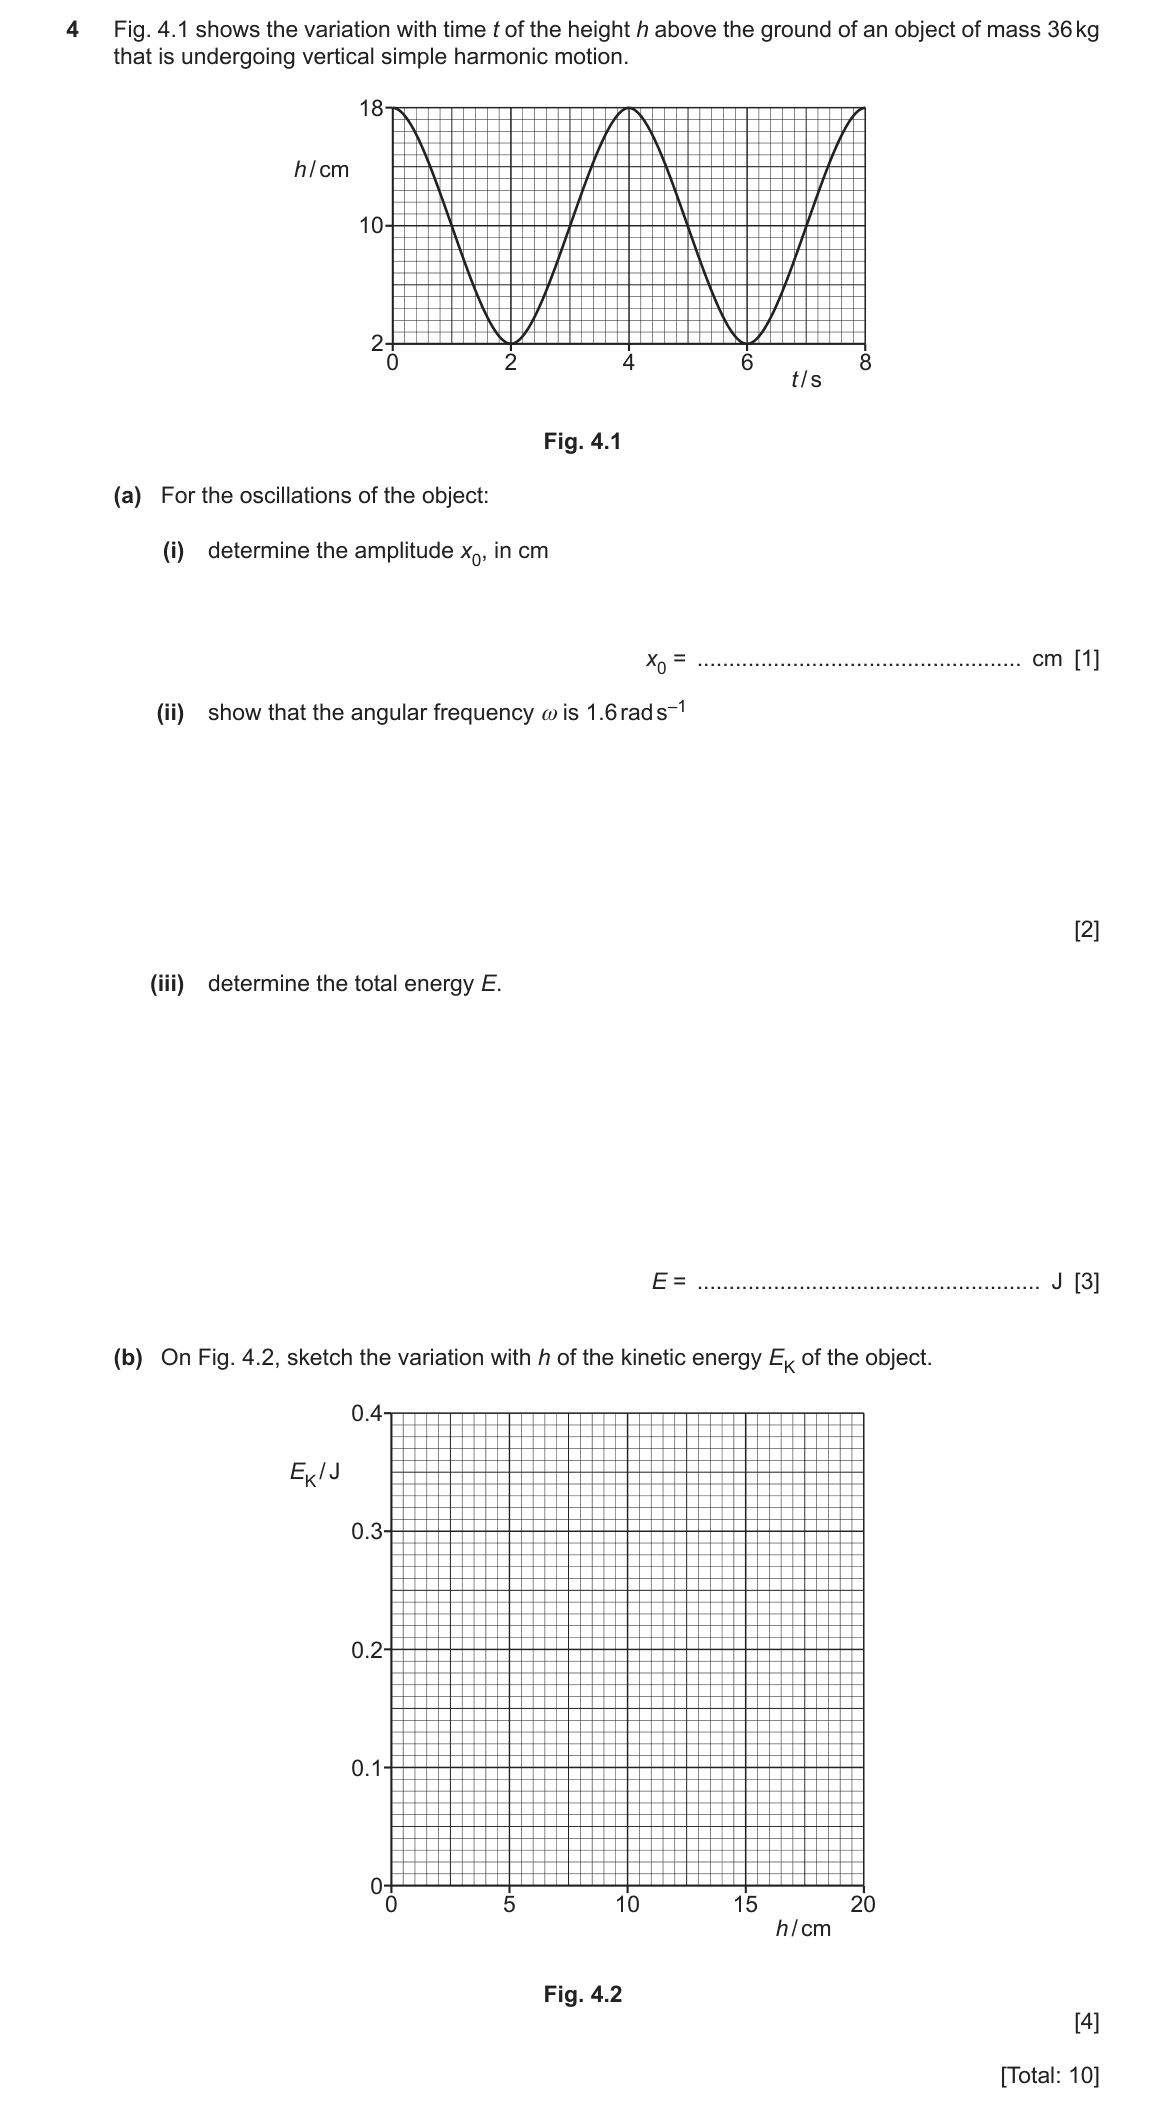 4 Fig. 4.1 shows the variation with time t of the height h above the ground of an object of mass 36 kg
that is undergoing vertical simple harmonic motion.
18
h / cm
10
2
0 2 4 6 8
t / s
Fig. 4.1
(a) For the oscillations of the object:
(i) determine the amplitude x₀, in cm
x₀ = .................................................. cm [1]
(ii) show that the angular frequency ω is 1.6 rad s⁻¹
[2]
(iii) determine the total energy E.
E = ..................................................... J [3]
(b) On Fig. 4.2, sketch the variation with h of the kinetic energy E_K of the object.
0.4
E_K / J
0.3
0.2
0.1
0
0 5 10 15 20
h / cm
Fig. 4.2
[4]
[Total: 10]